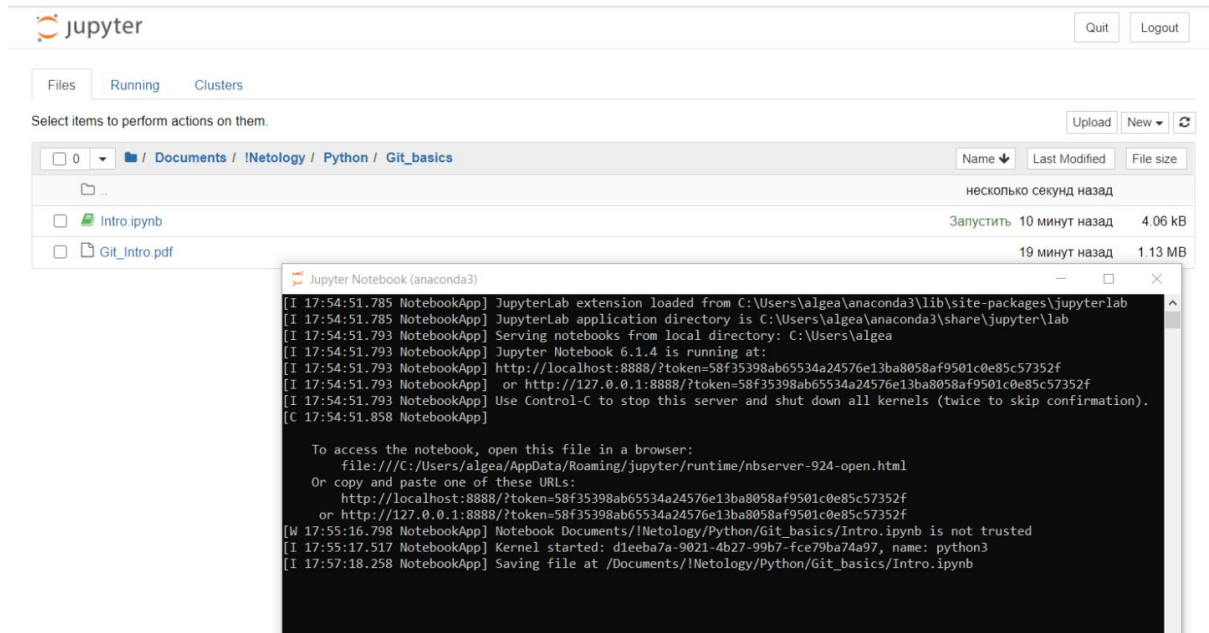 jupyter
Quit Logout
Files Running Clusters
Select items to perform actions on them.
Upload New
0 / Documents / !Netology / Python / Git_basics Name Last Modified File size
.. несколько секунд назад
Intro.ipynb Запустить 10 минут назад 4.06 kB
Git_Intro.pdf 19 минут назад 1.13 MB
Jupyter Notebook (anaconda3)
[I 17:54:51.785 NotebookApp] JupyterLab extension loaded from C:\Users\algea\anaconda3\lib\site-packages\jupyterlab
[I 17:54:51.785 NotebookApp] JupyterLab application directory is C:\Users\algea\anaconda3\share\jupyter\lab
[I 17:54:51.793 NotebookApp] Serving notebooks from local directory: C:\Users\algea
[I 17:54:51.793 NotebookApp] Jupyter Notebook 6.1.4 is running at:
[I 17:54:51.793 NotebookApp] http://localhost:8888/?token=58f35398ab65534a24576e13ba8058af9501c0e85c57352f
[I 17:54:51.793 NotebookApp]  or http://127.0.0.1:8888/?token=58f35398ab65534a24576e13ba8058af9501c0e85c57352f
[I 17:54:51.793 NotebookApp] Use Control-C to stop this server and shut down all kernels (twice to skip confirmation).
[C 17:54:51.858 NotebookApp]
To access the notebook, open this file in a browser:
file:///C:/Users/algea/AppData/Roaming/jupyter/runtime/nbserver-924-open.html
Or copy and paste one of these URLs:
http://localhost:8888/?token=58f35398ab65534a24576e13ba8058af9501c0e85c57352f
or http://127.0.0.1:8888/?token=58f35398ab65534a24576e13ba8058af9501c0e85c57352f
[W 17:55:16.798 NotebookApp] Notebook Documents/!Netology/Python/Git_basics/Intro.ipynb is not trusted
[I 17:55:17.517 NotebookApp] Kernel started: d1eeba7a-9021-4b27-99b7-fce79ba74a97, name: python3
[I 17:57:18.258 NotebookApp] Saving file at /Documents/!Netology/Python/Git_basics/Intro.ipynb